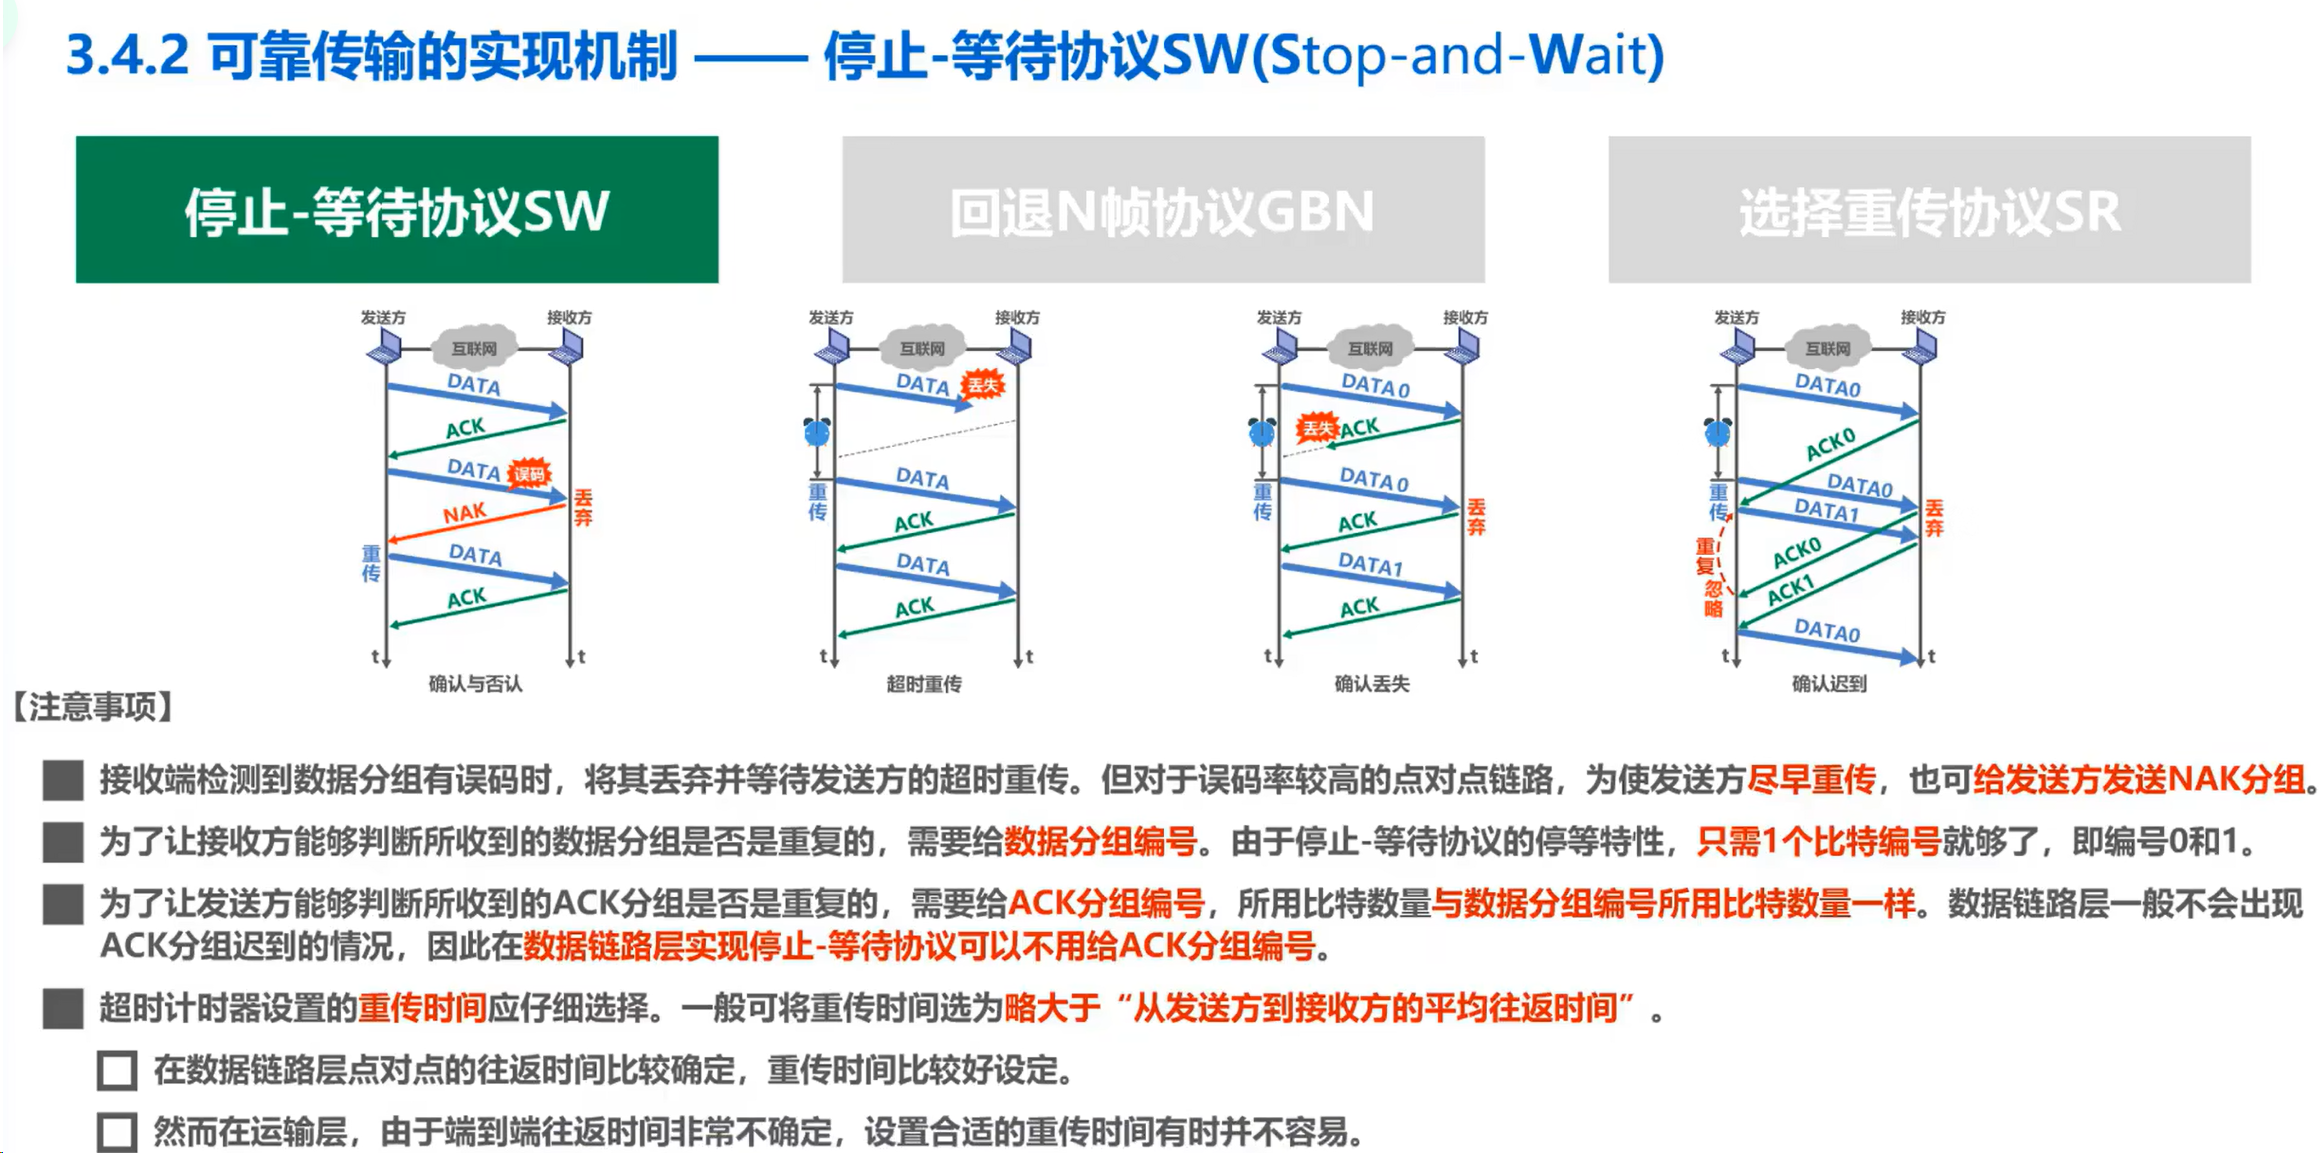 3.4.2 可靠传输的实现机制 —— 停止-等待协议SW(Stop-and-Wait)
停止-等待协议SW
回退N帧协议GBN
选择重传协议SR
发送方
互联网
接收方
DATA
ACK
DATA
误码
丢弃
NAK
重传
DATA
ACK
t
t
确认与否认
发送方
互联网
接收方
DATA
丢失
重传
DATA
ACK
DATA
ACK
t
t
超时重传
发送方
互联网
接收方
DATA0
丢失
ACK
重传
DATA0
丢弃
ACK
DATA1
ACK
t
t
确认丢失
发送方
互联网
接收方
DATA0
ACK0
重传
DATA0
DATA1
丢弃
重复
忽略
ACK0
ACK1
DATA0
t
t
确认迟到
【注意事项】
接收端检测到数据分组有误码时，将其丢弃并等待发送方的超时重传。但对于误码率较高的点对点链路，为使发送方尽早重传，也可给发送方发送NAK分组。
为了让接收方能够判断所收到的数据分组是否是重复的，需要给数据分组编号。由于停止-等待协议的停等特性，只需1个比特编号就够了，即编号0和1。
为了让发送方能够判断所收到的ACK分组是否是重复的，需要给ACK分组编号，所用比特数量与数据分组编号所用比特数量一样。数据链路层一般不会出现
ACK分组迟到的情况，因此在数据链路层实现停止-等待协议可以不用给ACK分组编号。
超时计时器设置的重传时间应仔细选择。一般可将重传时间选为略大于“从发送方到接收方的平均往返时间”。
在数据链路层点对点的往返时间比较确定，重传时间比较好设定。
然而在运输层，由于端到端往返时间非常不确定，设置合适的重传时间有时并不容易。